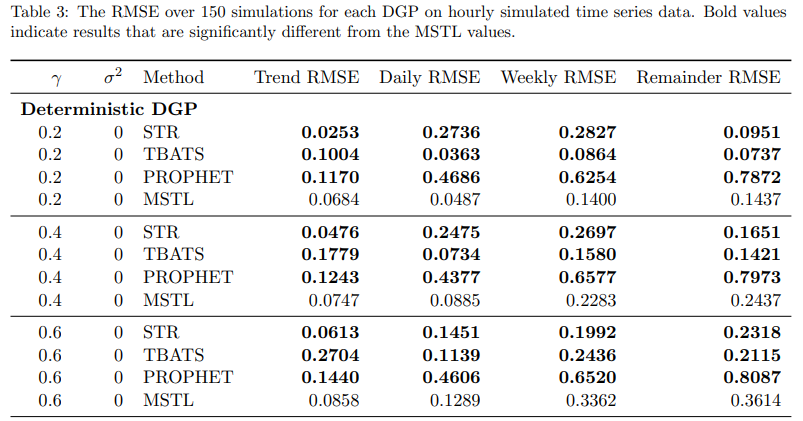 Table 3: The RMSE over 150 simulations for each DGP on hourly simulated time series data. Bold values
indicate results that are significantly different from the MSTL values.
γ σ² Method Trend RMSE Daily RMSE Weekly RMSE Remainder RMSE
Deterministic DGP
0.2 0 STR 0.0253 0.2736 0.2827 0.0951
0.2 0 TBATS 0.1004 0.0363 0.0864 0.0737
0.2 0 PROPHET 0.1170 0.4686 0.6254 0.7872
0.2 0 MSTL 0.0684 0.0487 0.1400 0.1437
0.4 0 STR 0.0476 0.2475 0.2697 0.1651
0.4 0 TBATS 0.1779 0.0734 0.1580 0.1421
0.4 0 PROPHET 0.1243 0.4377 0.6577 0.7973
0.4 0 MSTL 0.0747 0.0885 0.2283 0.2437
0.6 0 STR 0.0613 0.1451 0.1992 0.2318
0.6 0 TBATS 0.2704 0.1139 0.2436 0.2115
0.6 0 PROPHET 0.1440 0.4606 0.6520 0.8087
0.6 0 MSTL 0.0858 0.1289 0.3362 0.3614